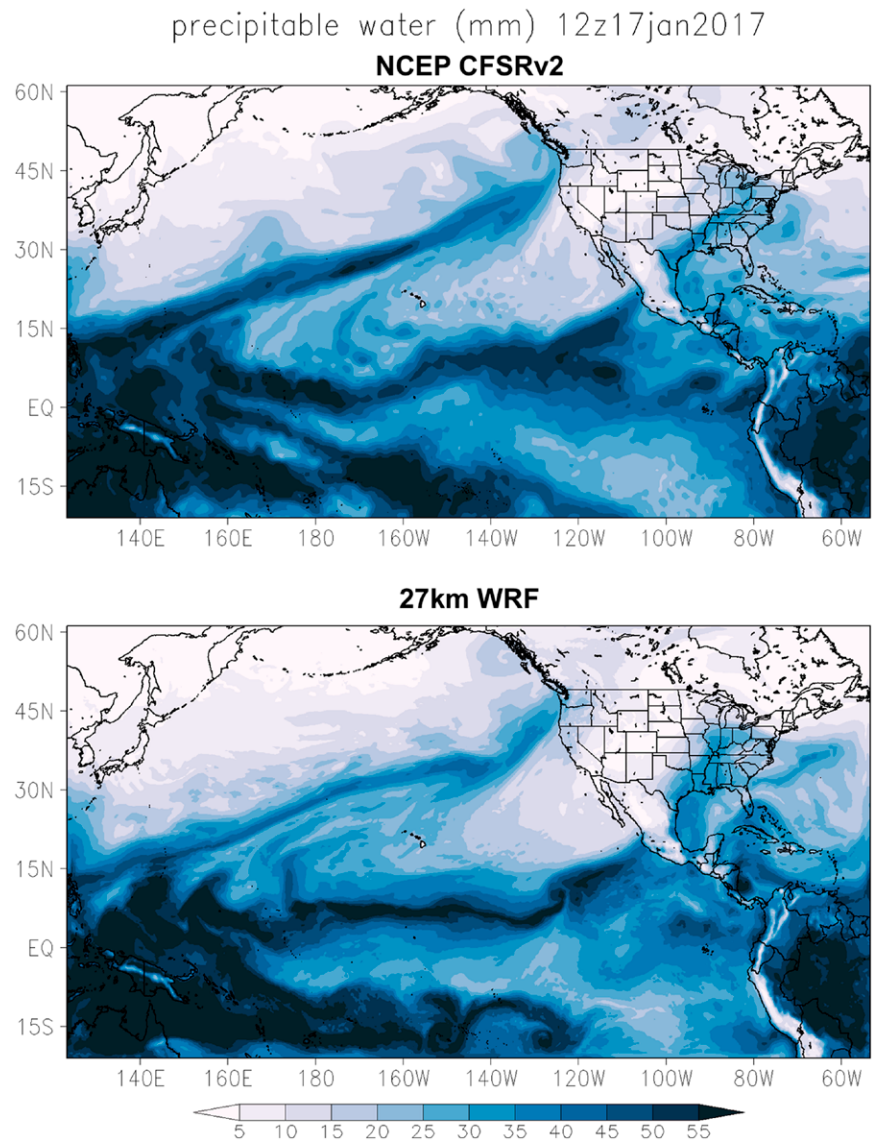 precipitable water (mm) 12z17jan2017
NCEP CFSRv2
60N
45N
30N
15N
EQ
15S
140E 160E 180 160W 140W 120W 100W 80W 60W
27km WRF
60N
45N
30N
15N
EQ
15S
140E 160E 180 160W 140W 120W 100W 80W 60W
5 10 15 20 25 30 35 40 45 50 55